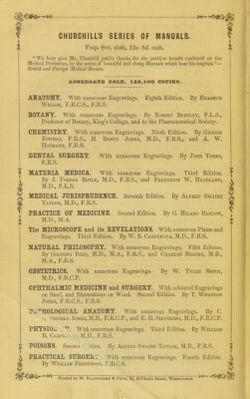 CHURCHILL'S SERIES OF MANUALS.
Fcap. 8vo. cloth, 12s. 6d. each.
"We here give Mr. Churchill public thanks for the positive benefit conferred on the
Medical Profession, by the series of beautiful and cheap Manuals which bear his imprint."—
British and Foreign Medical Review.
AGGREGATE SALE, COPIES.
ANATOMY. With numerous Engravings. Eighth Edition. By ERASMUS
WILSON, F.R.C.S., F.R.S.
BOTANY. With numerous Engravings. By ROBERT BENTLEY, F.L.S.,
Professor of Botany, King's College, and to the Pharmaceutical Society.
CHEMISTRY. With numerous Engravings. Ninth Edition. By GEORGE
FOWNES, F.R.S., H. BENCE JONES, M.D., F.R.S., and A. W.
HOFMANN, F.R.S.
DENTAL SURGERY. With numerous Engravings. By JOHN TOMES,
F.R.S.
MATERIA MEDICA. With numerous Engravings. Third Edition.
By J. FORBES ROYLE, M.D., F.R.S., and FREDERICK W. HEADLAND,
M.D., F.L.S.
MEDICAL JURISPRUDENCE. Seventh Edition. By ALFRED SWAINE
TAYLOR, M.D., F.R.S.
PRACTICE OF MEDICINE. Second Edition. By G. HILARO BARLOW,
M.D., M.A.
The MICROSCOPE and its REVELATIONS. With numerous Plates and
Engravings. Third Edition. By W. B. CARPENTER, M.D., F.R.S.
NATURAL PHILOSOPHY. With numerous Engravings. Fifth Edition.
By GOLDING BIRD, M.D., M.A., F.R.S., and CHARLES BROOKE, M.B.,
M.A., F.R.S.
OBSTETRICS. With numerous Engravings. By W. TYLER SMITH,
M.D., F.R.C.P.
OPHTHALMIC MEDICINE and SURGERY. With coloured Engravings
on Steel, and Illustrations on Wood. Second Edition. By T. WHARTON
JONES, F.R.C.S., F.R.S.
PATHOLOGICAL ANATOMY. With numerous Engravings. By C.
JONES, M.B., F.R.C.P., and E. H. SIEVEKING, M.D., F.R.C.P.
PHYSIO With numerous Engravings. Third Edition. By WILLIAM
B. CARPENTER, M.D., F.R.S.
POISONS. Edition. By ALFRED SWAINE TAYLOR, M.D., F.R.S.
PRACTICAL SURGERY. With numerous Engravings. Fourth Edition.
By WILLIAM FERGUSSON, F.R.C.S.
Printed by W. BLANCHARD & SONS, 62, Millbank Street, Westminster.